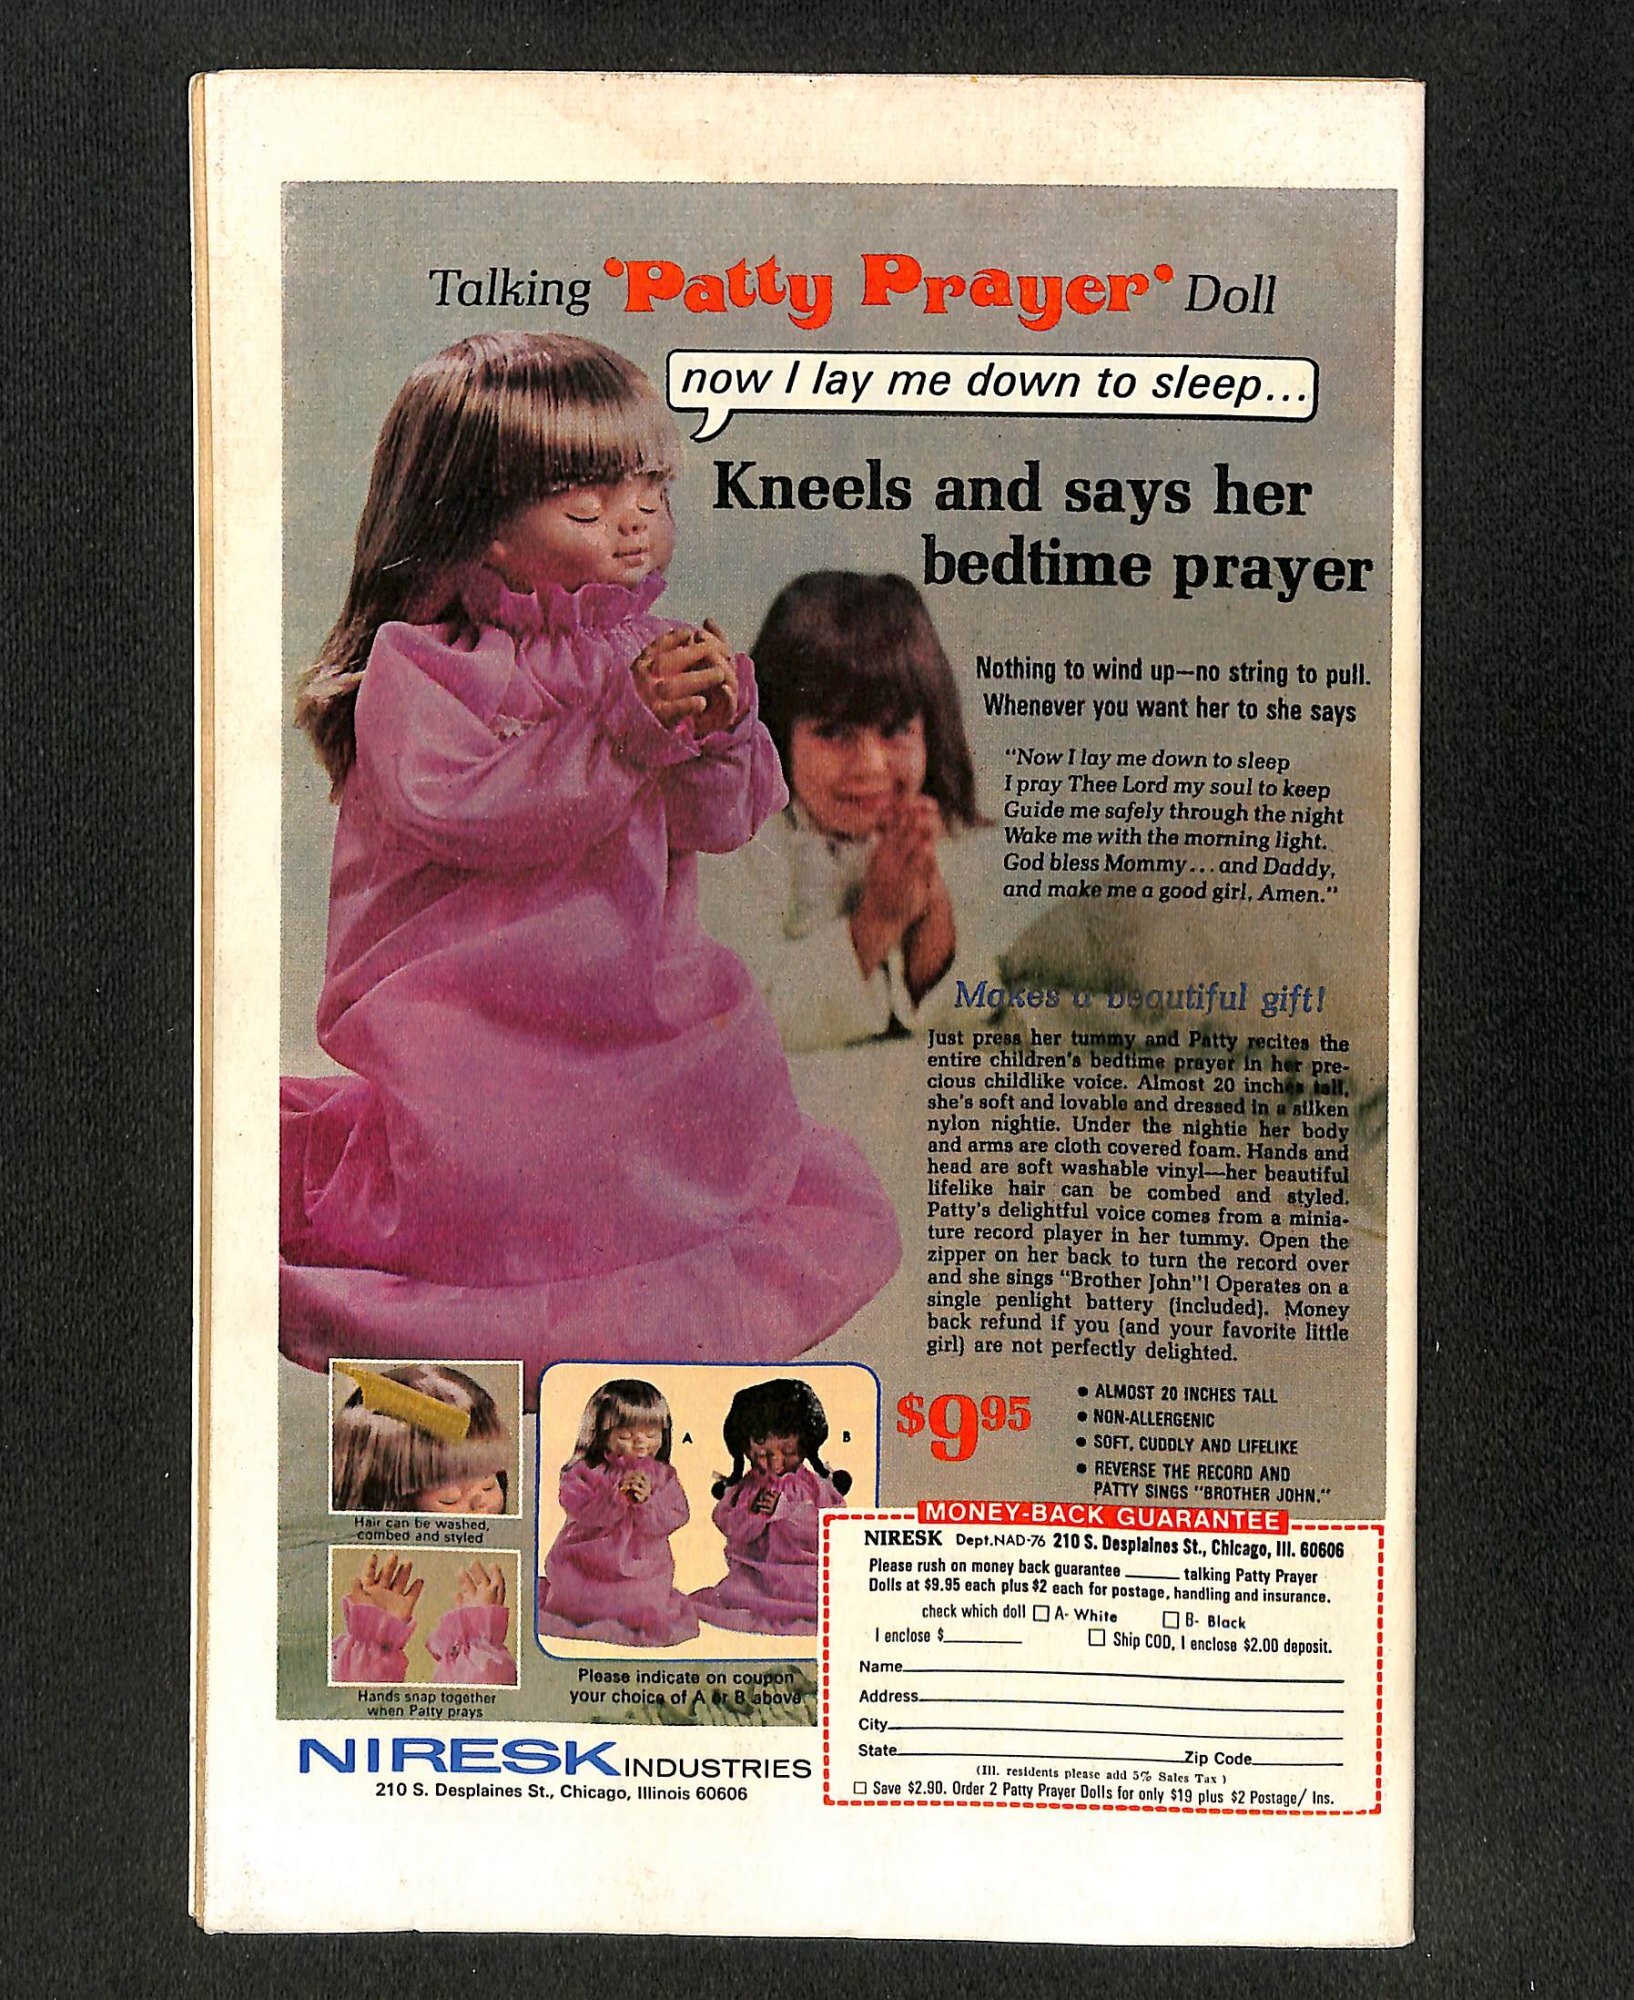 Talking 'Patty Prayer' Doll
now I lay me down to sleep...
Kneels and says her
bedtime prayer
Nothing to wind up—no string to pull.
Whenever you want her to she says
"Now I lay me down to sleep
I pray Thee Lord my soul to keep
Guide me safely through the night
Wake me with the morning light.
God bless Mommy...and Daddy,
and make me a good girl, Amen."
Makes a beautiful gift!
Just press her tummy and Patty recites the
entire children's bedtime prayer in her pre-
cious childlike voice. Almost 20 inches tall,
she's soft and lovable and dressed in a silken
nylon nightie. Under the nightie her body
and arms are cloth covered foam. Hands and
head are soft washable vinyl—her beautiful
lifelike hair can be combed and styled.
Patty's delightful voice comes from a minia-
ture record player in her tummy. Open the
zipper on her back to turn the record over
and she sings "Brother John"! Operates on a
single penlight battery (included). Money
back refund if you (and your favorite little
girl) are not perfectly delighted.
$9.95
• ALMOST 20 INCHES TALL
• NON-ALLERGENIC
• SOFT, CUDDLY AND LIFELIKE
• REVERSE THE RECORD AND
PATTY SINGS "BROTHER JOHN."
Hair can be washed,
combed and styled
Hands snap together
when Patty prays
A
B
Please indicate on coupon
your choice of A or B above
NIRESK INDUSTRIES
210 S. Desplaines St., Chicago, Illinois 60606
MONEY-BACK GUARANTEE
NIRESK Dept.NAD-76 210 S. Desplaines St., Chicago, Ill. 60606
Please rush on money back guarantee ______ talking Patty Prayer
Dolls at $9.95 each plus $2 each for postage, handling and insurance.
check which doll ☐ A- White ☐ B- Black
I enclose $________ ☐ Ship COD, I enclose $2.00 deposit.
Name
Address
City
State Zip Code
(Ill. residents please add 5% Sales Tax)
☐ Save $2.90. Order 2 Patty Prayer Dolls for only $19 plus $2 Postage/ Ins.